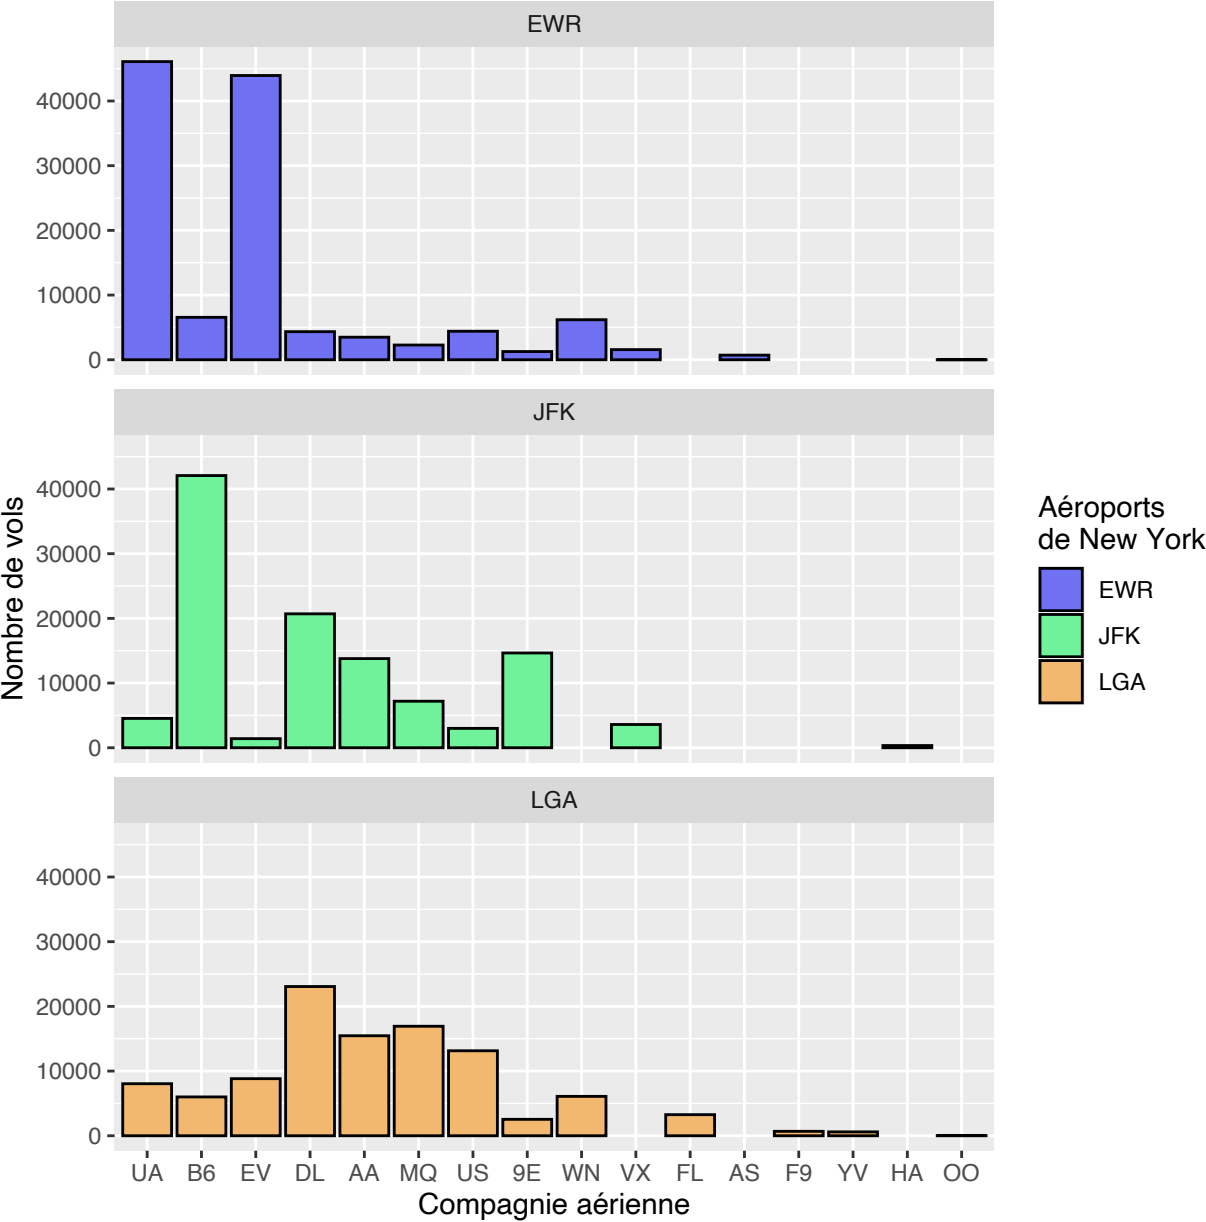 EWR
40000
30000
20000
10000
0
JFK
40000
30000
20000
10000
0
LGA
40000
30000
20000
10000
0
UA B6 EV DL AA MQ US 9E WN VX FL AS F9 YV HA OO
Compagnie aérienne
Nombre de vols
Aéroports
de New York
EWR
JFK
LGA